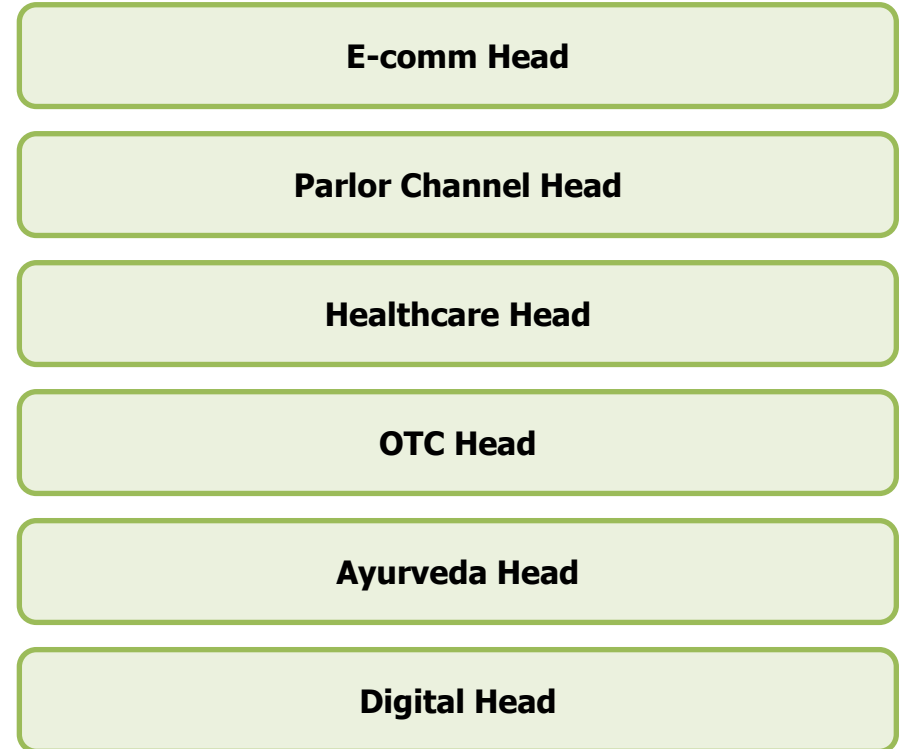 E-comm Head
Parlor Channel Head
Healthcare Head
OTC Head
Ayurveda Head
Digital Head